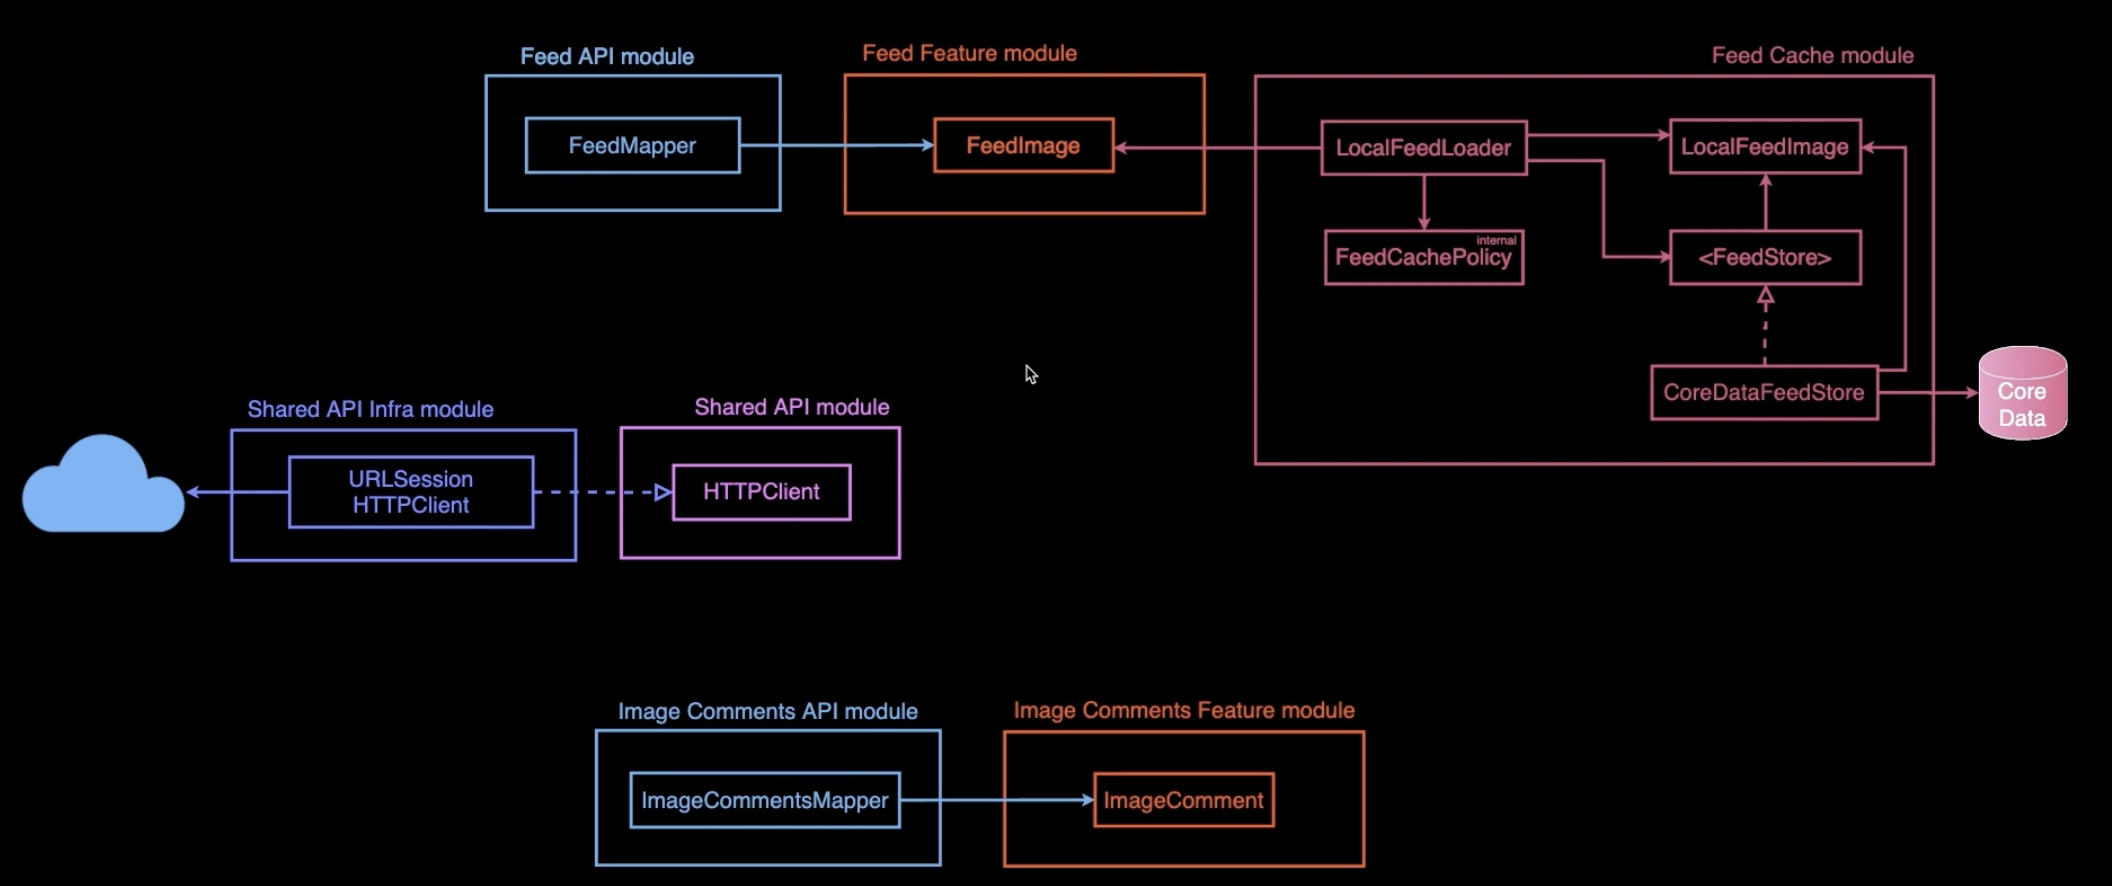 Feed API module
FeedMapper
Feed Feature module
FeedImage
Feed Cache module
LocalFeedLoader
LocalFeedImage
internal
FeedCachePolicy
<FeedStore>
CoreDataFeedStore
Core
Data
Shared API Infra module
URLSession
HTTPClient
Shared API module
HTTPClient
Image Comments API module
ImageCommentsMapper
Image Comments Feature module
ImageComment